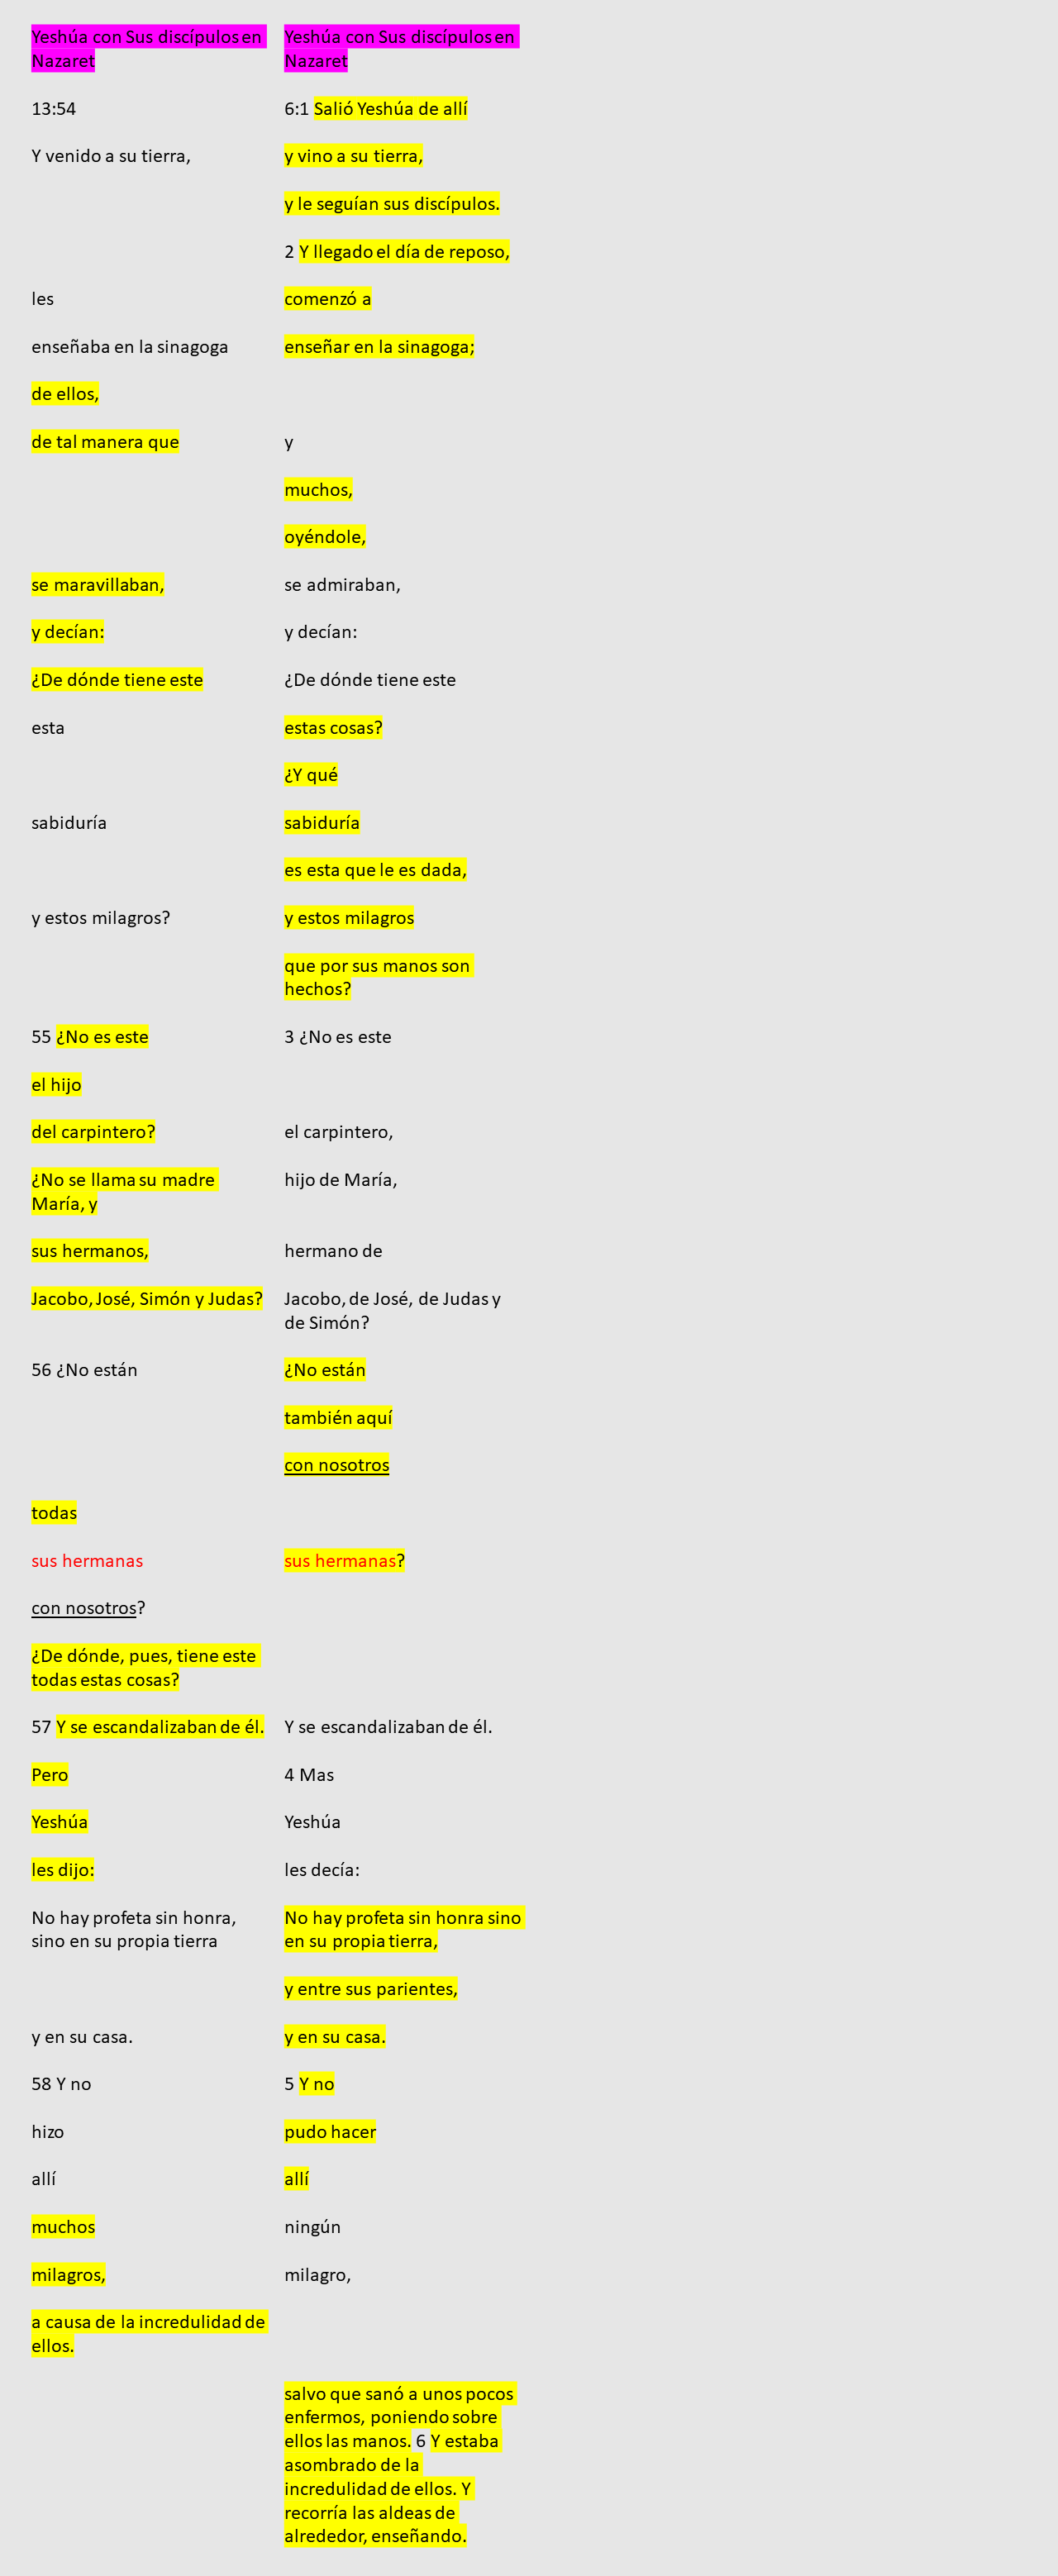 Yeshúa con Sus discípulos en
Nazaret
Yeshúa con Sus discípulos en
Nazaret
13:54
6:1 Salió Yeshúa de allí
Y venido a su tierra,
y vino a su tierra,
y le seguían sus discípulos.
2 Y llegado el día de reposo,
les
comenzó a
enseñaba en la sinagoga
enseñar en la sinagoga;
de ellos,
de tal manera que
y
muchos,
oyéndole,
se maravillaban,
se admiraban,
y decían:
y decían:
¿De dónde tiene este
¿De dónde tiene este
esta
estas cosas?
¿Y qué
sabiduría
sabiduría
es esta que le es dada,
y estos milagros?
y estos milagros
que por sus manos son
hechos?
55 ¿No es este
3 ¿No es este
el hijo
del carpintero?
el carpintero,
¿No se llama su madre
María, y
hijo de María,
sus hermanos,
hermano de
Jacobo, José, Simón y Judas?
Jacobo, de José, de Judas y
de Simón?
56 ¿No están
¿No están
también aquí
con nosotros
todas
sus hermanas
sus hermanas?
con nosotros?
¿De dónde, pues, tiene este
todas estas cosas?
57 Y se escandalizaban de él.
Y se escandalizaban de él.
Pero
4 Mas
Yeshúa
Yeshúa
les dijo:
les decía:
No hay profeta sin honra,
sino en su propia tierra
No hay profeta sin honra sino
en su propia tierra,
y entre sus parientes,
y en su casa.
y en su casa.
58 Y no
5 Y no
hizo
pudo hacer
allí
allí
muchos
ningún
milagros,
milagro,
a causa de la incredulidad de
ellos.
salvo que sanó a unos pocos
enfermos, poniendo sobre
ellos las manos. 6 Y estaba
asombrado de la
incredulidad de ellos. Y
recorría las aldeas de
alrededor, enseñando.